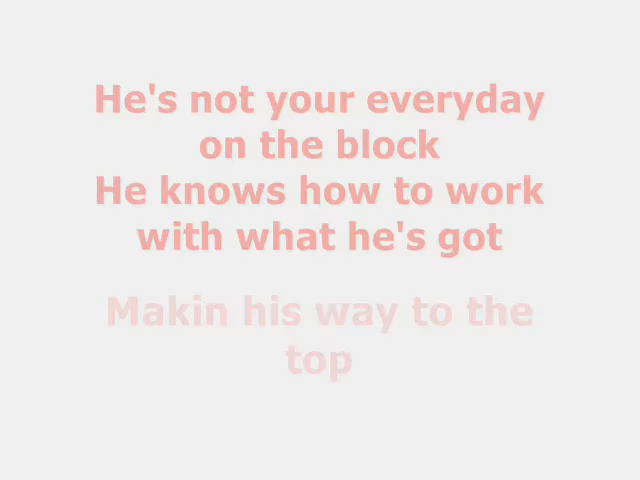 He's not your everyday
on the block
He knows how to work
with what he's got
Makin his way to the
top